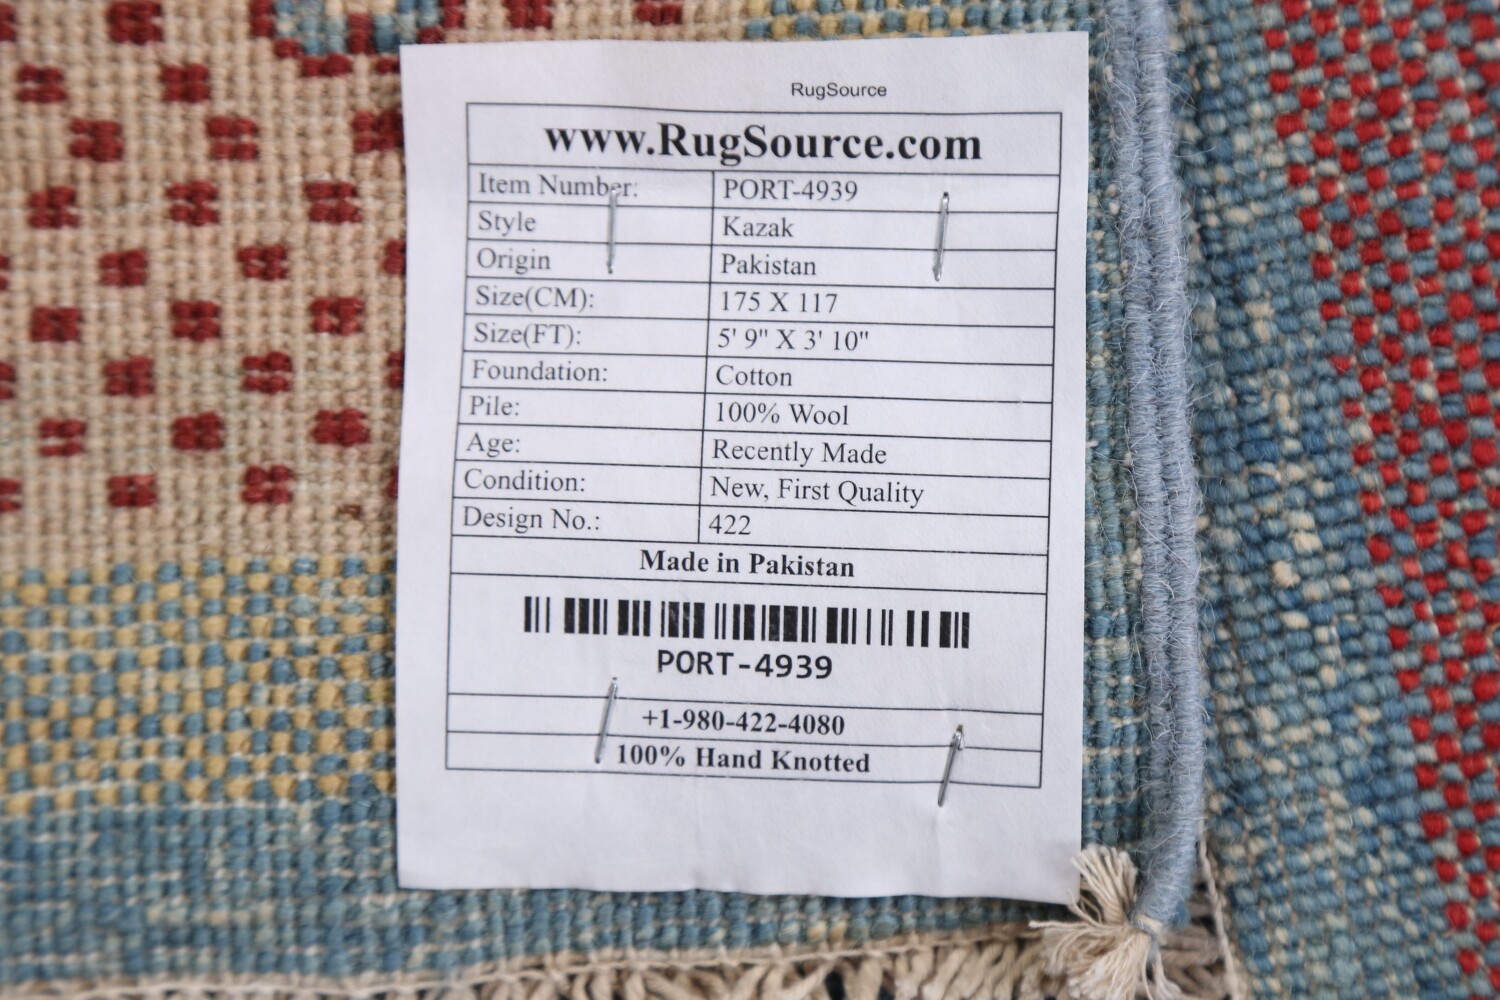 RugSource
www.RugSource.com
Item Number: PORT-4939
Style Kazak
Origin Pakistan
Size(CM): 175 X 117
Size(FT): 5' 9" X 3' 10"
Foundation: Cotton
Pile: 100% Wool
Age: Recently Made
Condition: New, First Quality
Design No.: 422
Made in Pakistan
PORT-4939
+1-980-422-4080
100% Hand Knotted